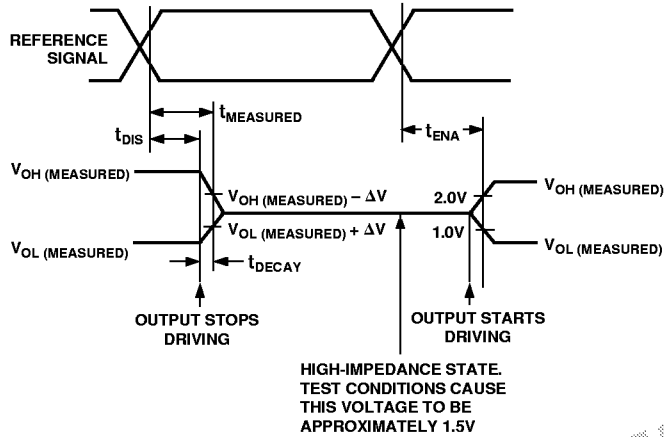 REFERENCE
SIGNAL
tMEASURED
tDIS
tENA
VOH (MEASURED)
VOH (MEASURED) – ΔV
2.0V
VOH (MEASURED)
VOL (MEASURED)
VOL (MEASURED) + ΔV
1.0V
VOL (MEASURED)
tDECAY
OUTPUT STOPS
DRIVING
OUTPUT STARTS
DRIVING
HIGH-IMPEDANCE STATE.
TEST CONDITIONS CAUSE
THIS VOLTAGE TO BE
APPROXIMATELY 1.5V